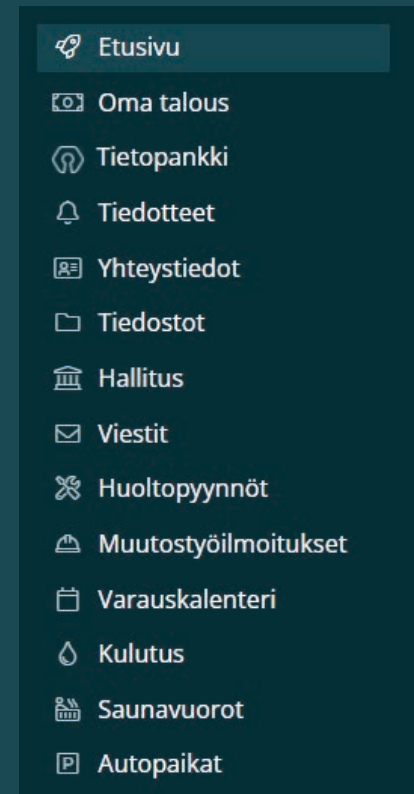 Etusivu
Oma talous
Tietopankki
Tiedotteet
Yhteystiedot
Tiedostot
Hallitus
Viestit
Huoltopyynnöt
Muutostyöilmoitukset
Varauskalenteri
Kulutus
Saunavuorot
P Autopaikat